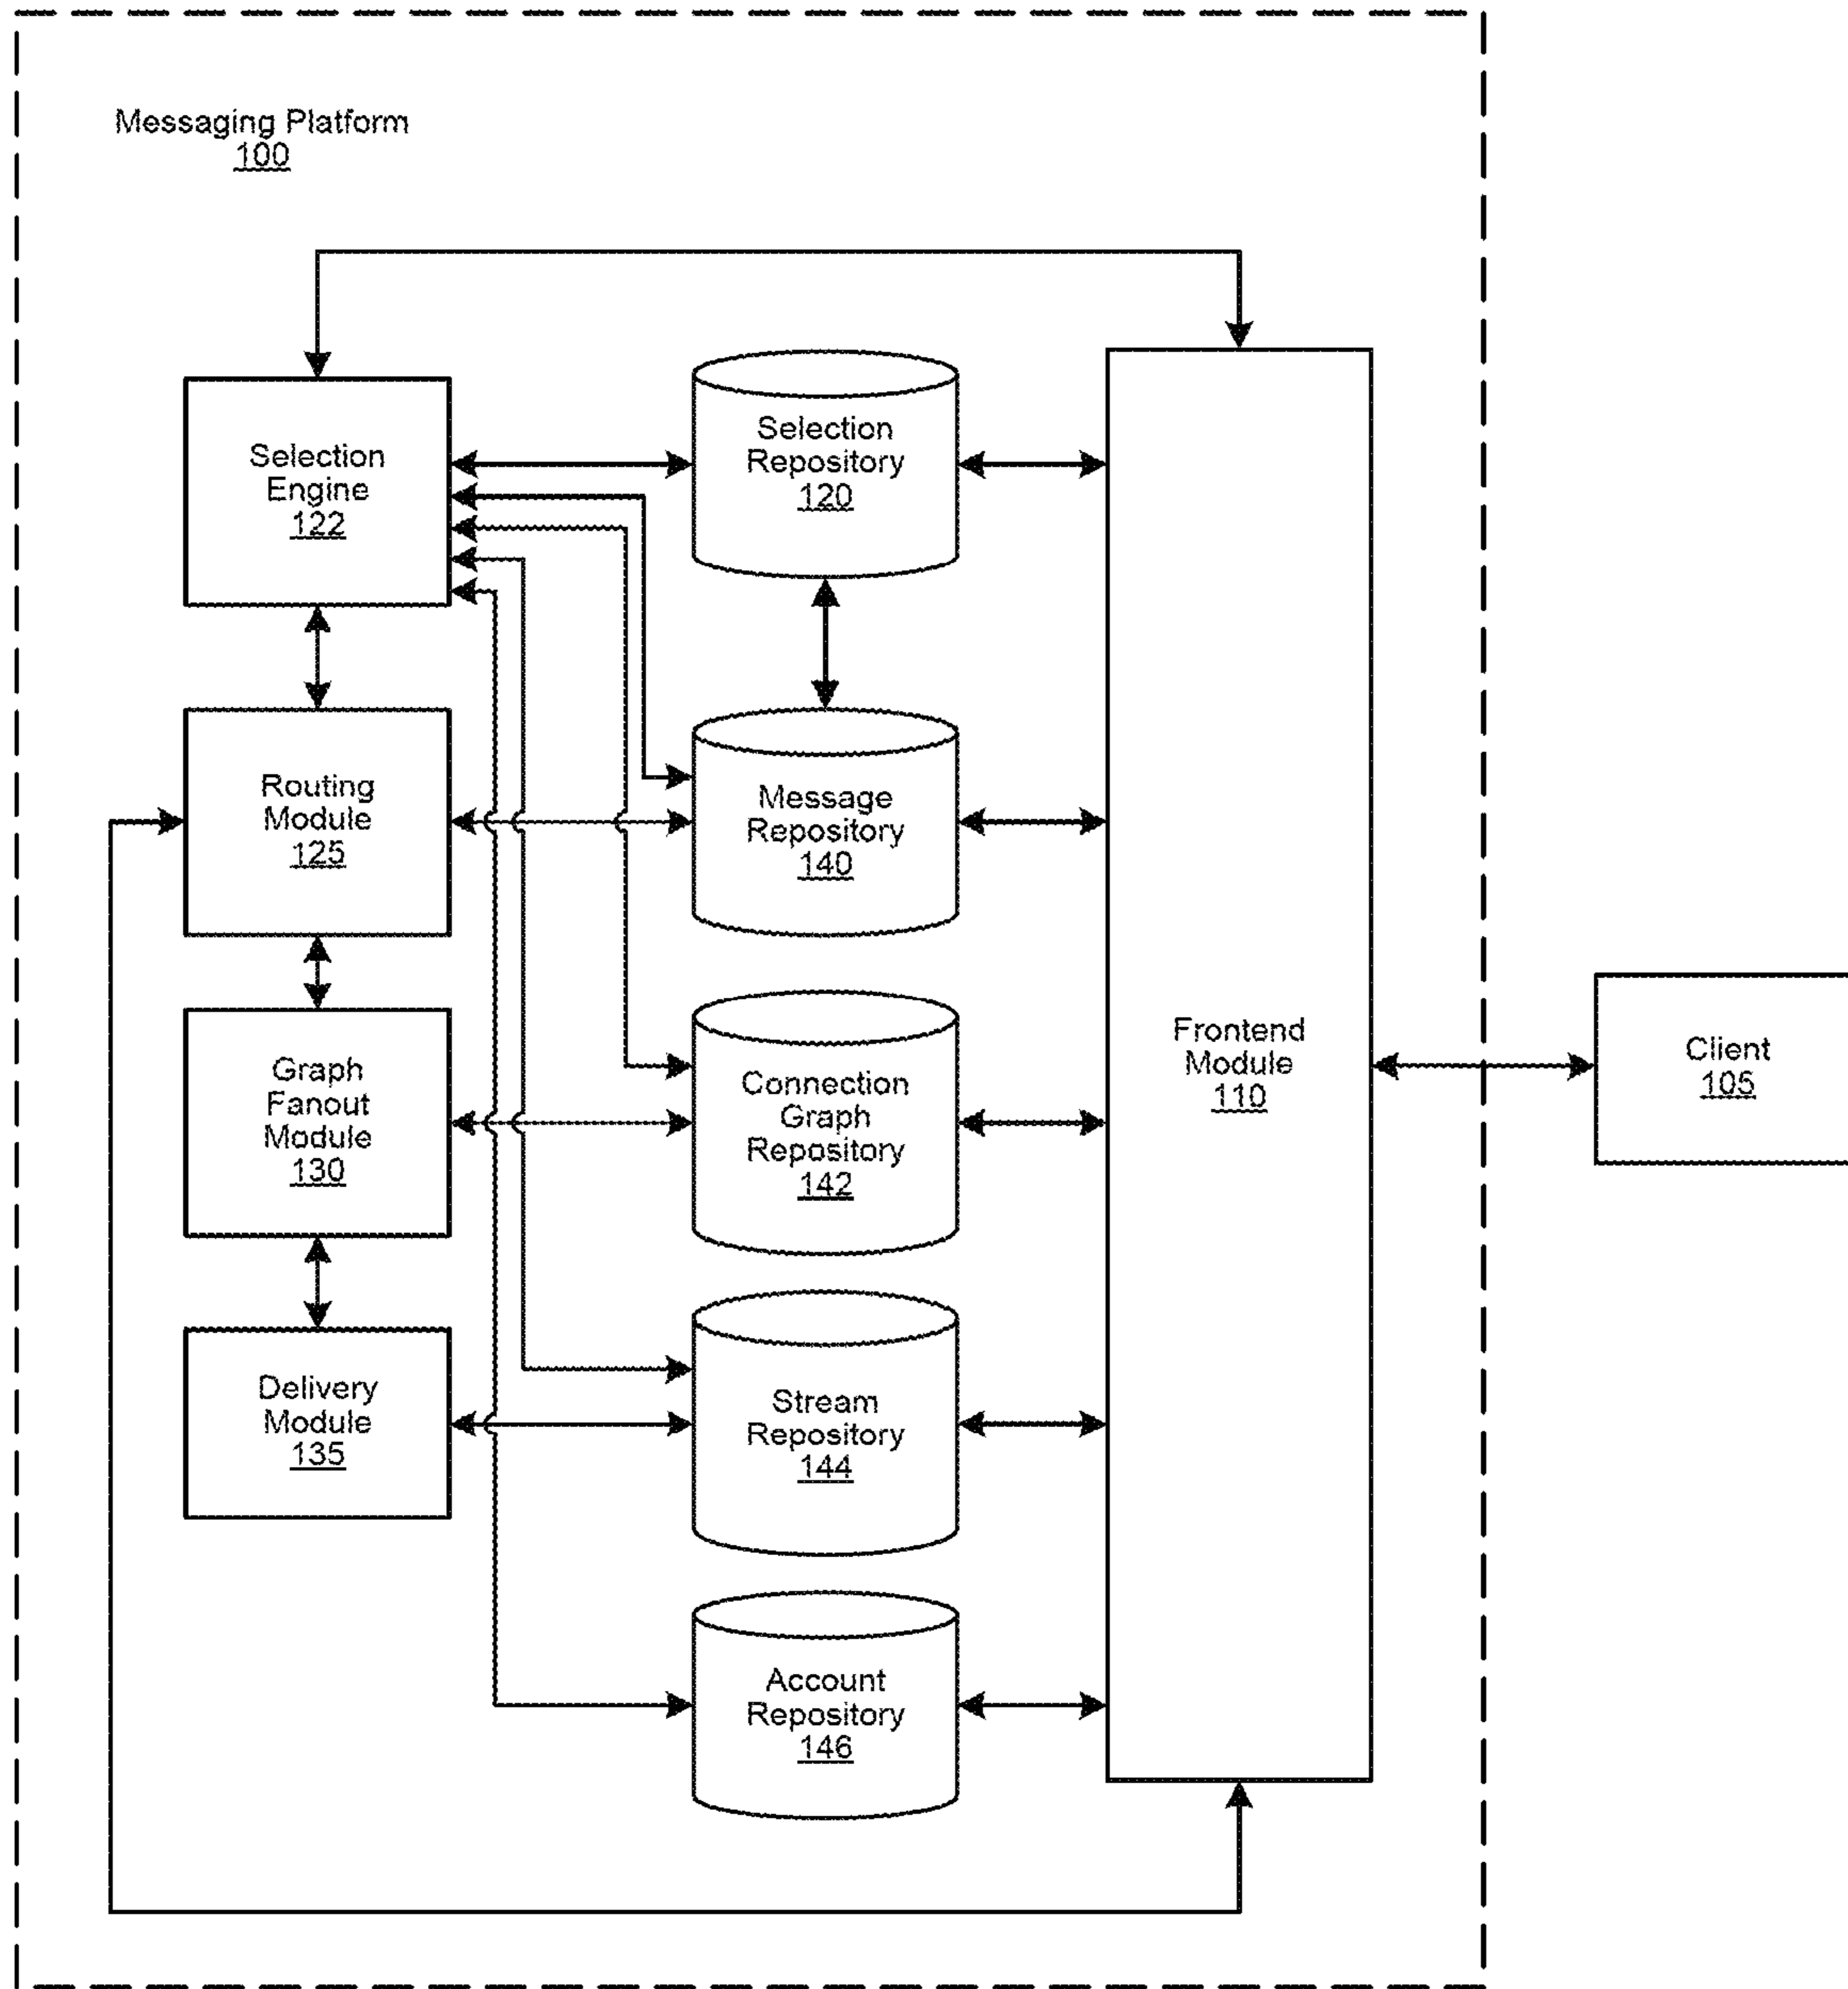 Messaging Platform
100
Selection
Engine
122
Selection
Repository
120
Routing
Module
125
Message
Repository
140
Graph
Fanout
Module
130
Connection
Graph
Repository
142
Frontend
Module
110
Client
105
Delivery
Module
135
Stream
Repository
144
Account
Repository
146